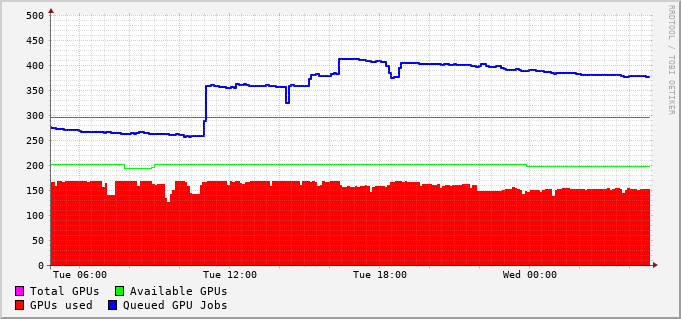 500
450
400
350
300
250
200
150
100
50
0
Tue 06:00 Tue 12:00 Tue 18:00 Wed 00:00
Total GPUs Available GPUs
GPUs used Queued GPU Jobs
RRDTOOL / TOBI OETIKER